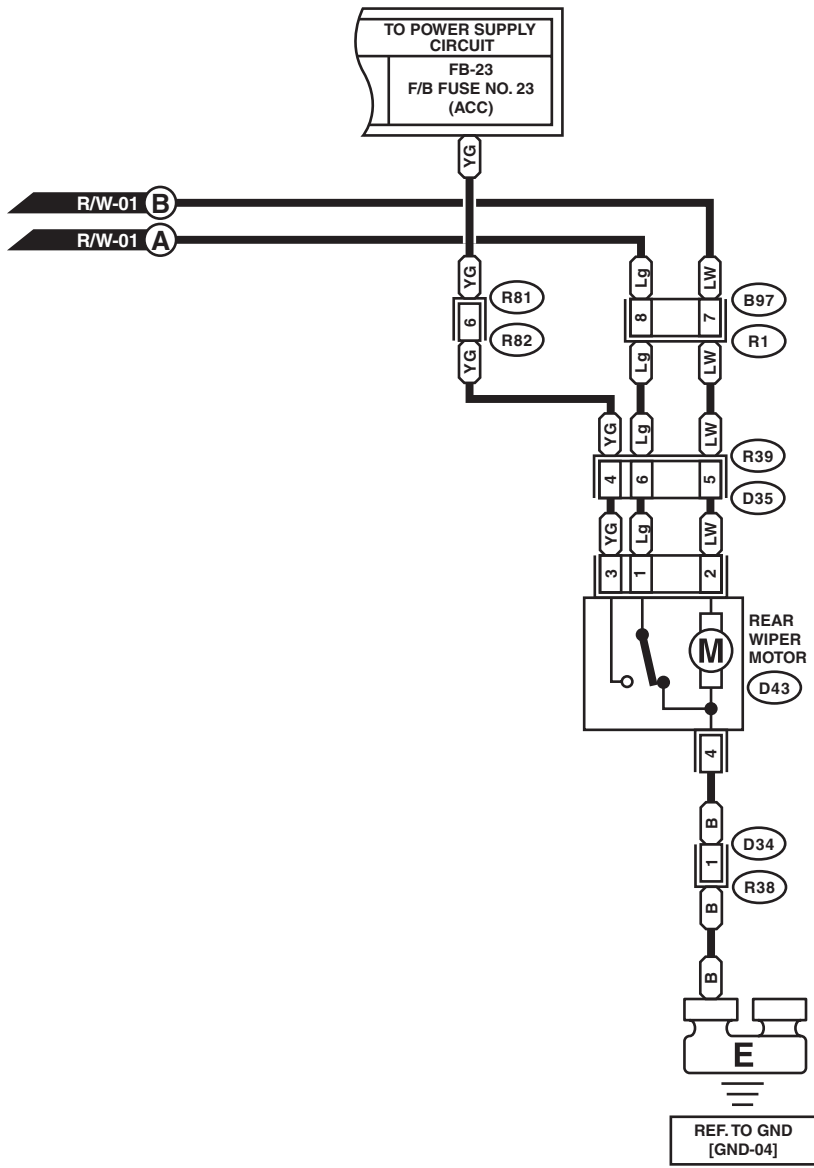 TO POWER SUPPLY
CIRCUIT
FB-23
F/B FUSE NO. 23
(ACC)
YG
R/W-01 B
R/W-01 A
YG Lg LW
6 R81 8 7 B97
R82 R1
YG Lg LW
YG Lg LW
R39
4 6 5
D35
YG Lg LW
3 1 2
REAR
WIPER
MOTOR
M
D43
4
B
D34
1
R38
B
B
E
REF. TO GND
[GND-04]